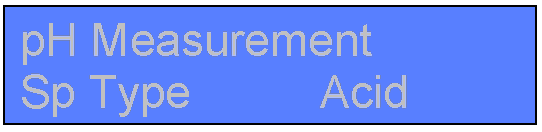 pH Measurement
Sp Type Acid